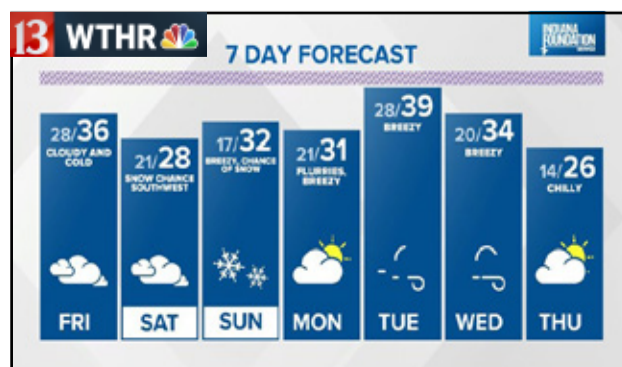 13 WTHR
INDIANA
FOUNDATION
SERVICE
7 DAY FORECAST
28/36
CLOUDY AND
COLD
FRI
21/28
SNOW CHANCE
SOUTHWEST
SAT
17/32
BREEZY, CHANCE
OF SNOW
SUN
21/31
FLURRIES,
BREEZY
MON
28/39
BREEZY
TUE
20/34
BREEZY
WED
14/26
CHILLY
THU